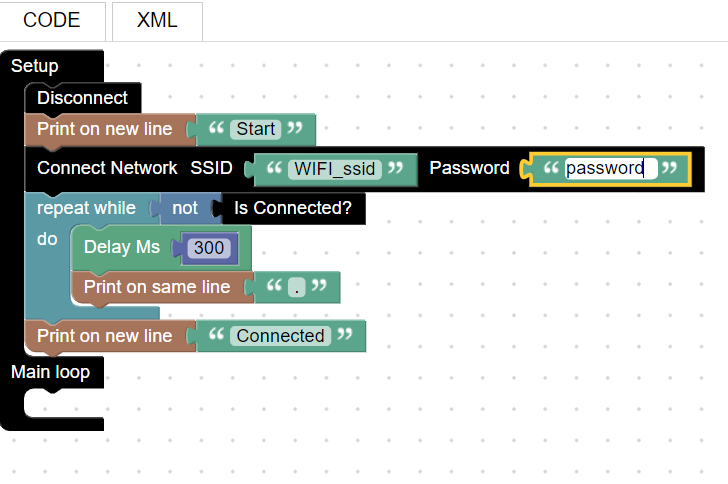 CODE XML
Setup
Disconnect
Print on new line “ Start ”
Connect Network SSID “ WIFI_ssid ” Password “ password ”
repeat while not Is Connected?
do
Delay Ms 300
Print on same line “ . ”
Print on new line “ Connected ”
Main loop